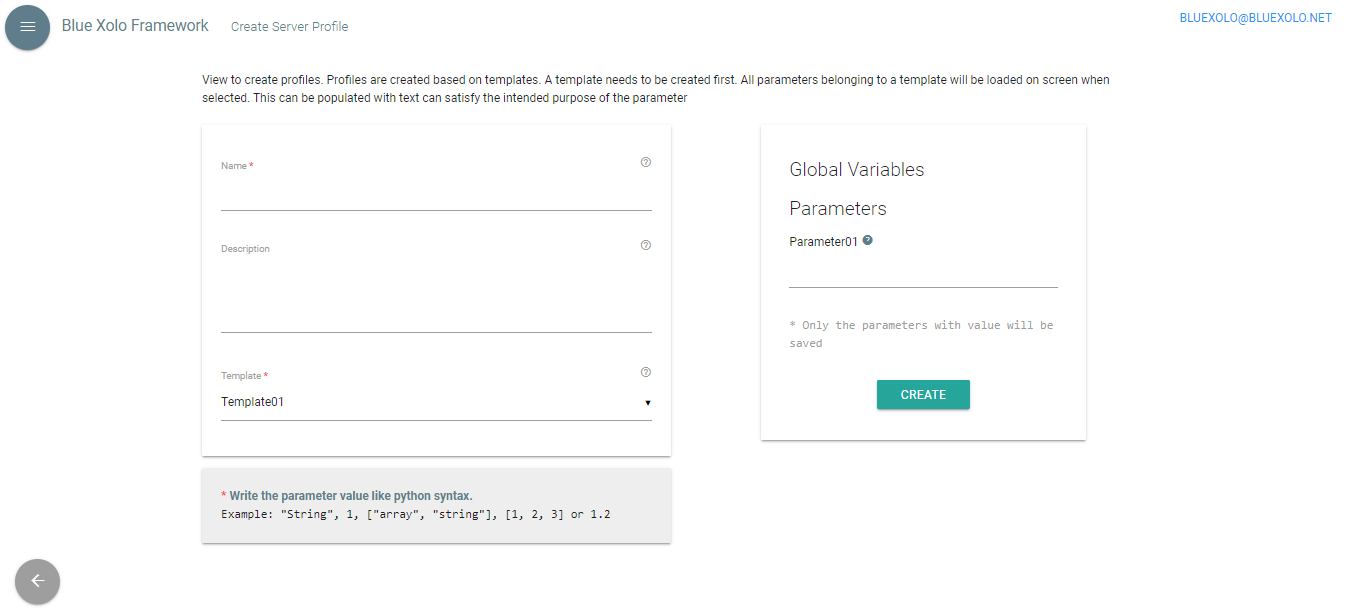 Blue Xolo Framework Create Server Profile BLUEXOLO@BLUEXOLO.NET
View to create profiles. Profiles are created based on templates. A template needs to be created first. All parameters belonging to a template will be loaded on screen when
selected. This can be populated with text can satisfy the intended purpose of the parameter
Name *
Description
Template *
Template01
* Write the parameter value like python syntax.
Example: "String", 1, ["array", "string"], [1, 2, 3] or 1.2
Global Variables
Parameters
Parameter01
* Only the parameters with value will be
saved
CREATE